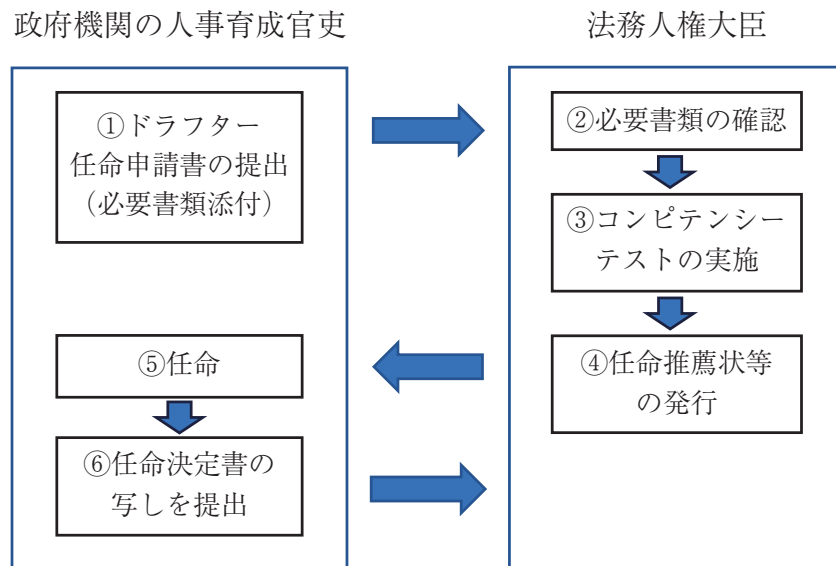 政府機関の人事育成官吏
法務人権大臣
①ドラフター
任命申請書の提出
（必要書類添付）
②必要書類の確認
③コンピテンシー
テストの実施
④任命推薦状等
の発行
⑤任命
⑥任命決定書の
写しを提出